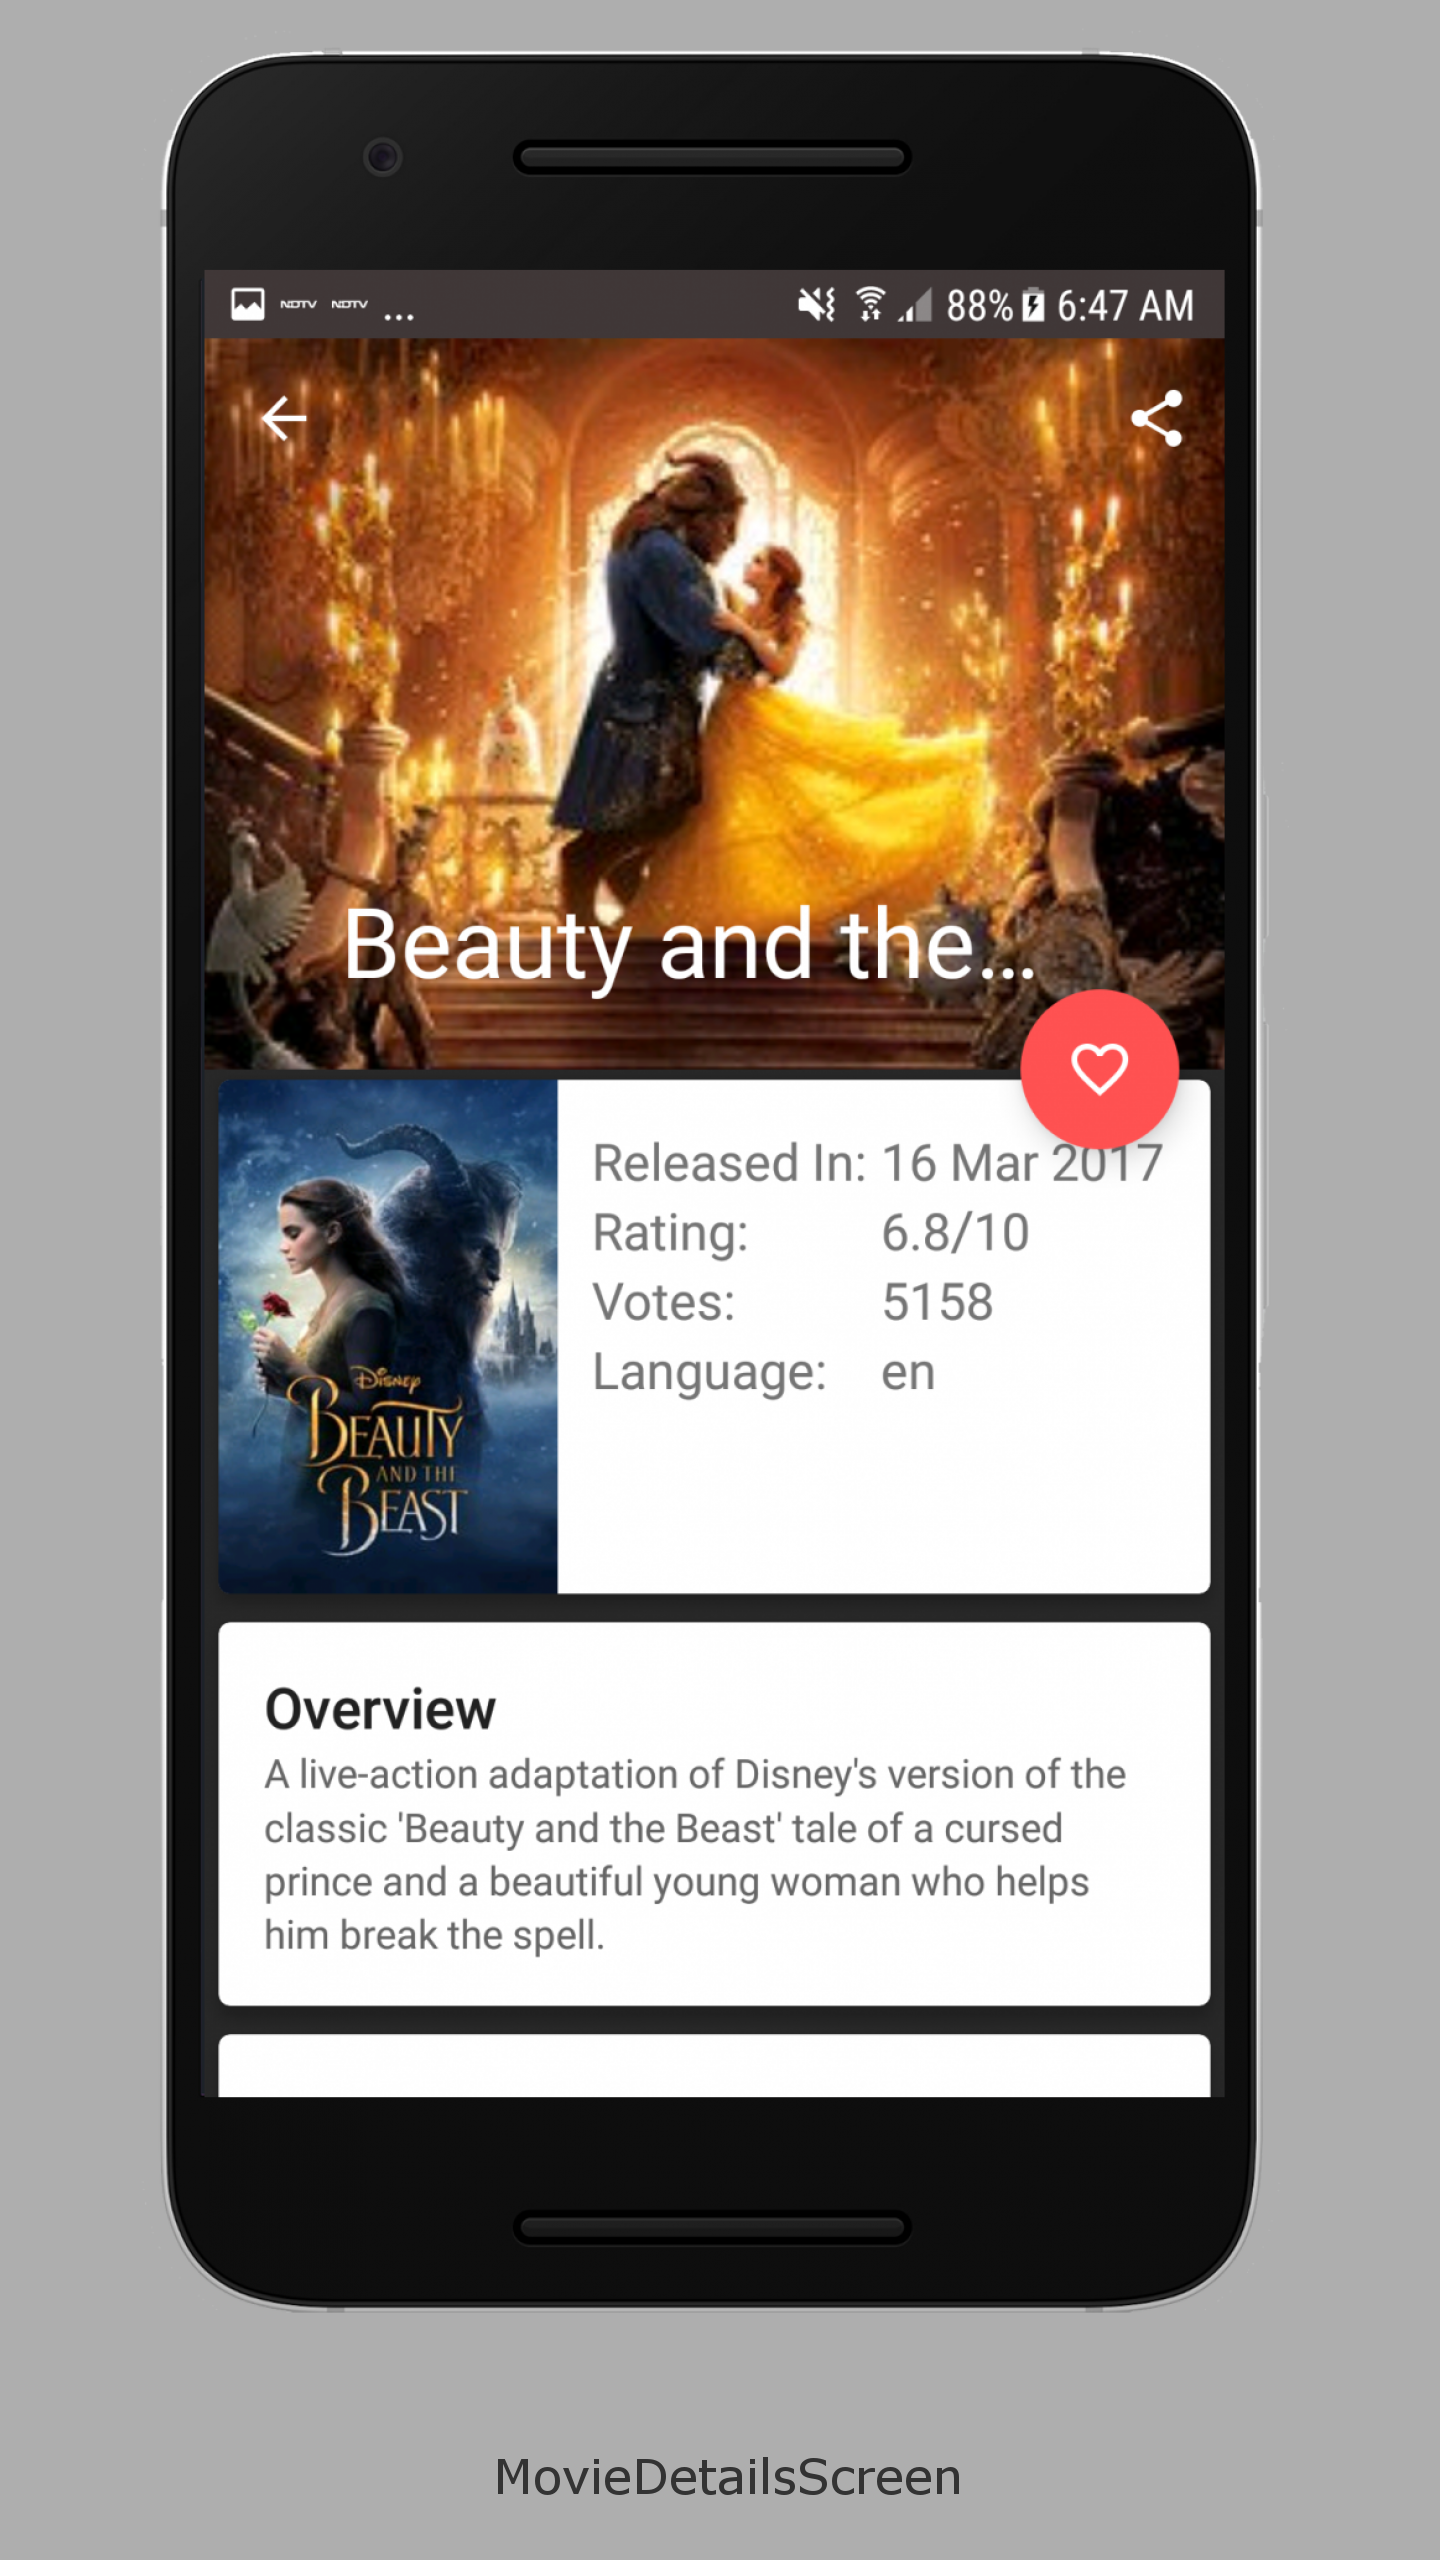 NDTV NDTV ... 88% 6:47 AM
Beauty and the...
Released In: 16 Mar 2017
Rating: 6.8/10
Votes: 5158
Language: en
Disney
BEAUTY
AND THE
BEAST
Overview
A live-action adaptation of Disney's version of the
classic 'Beauty and the Beast' tale of a cursed
prince and a beautiful young woman who helps
him break the spell.
MovieDetailsScreen